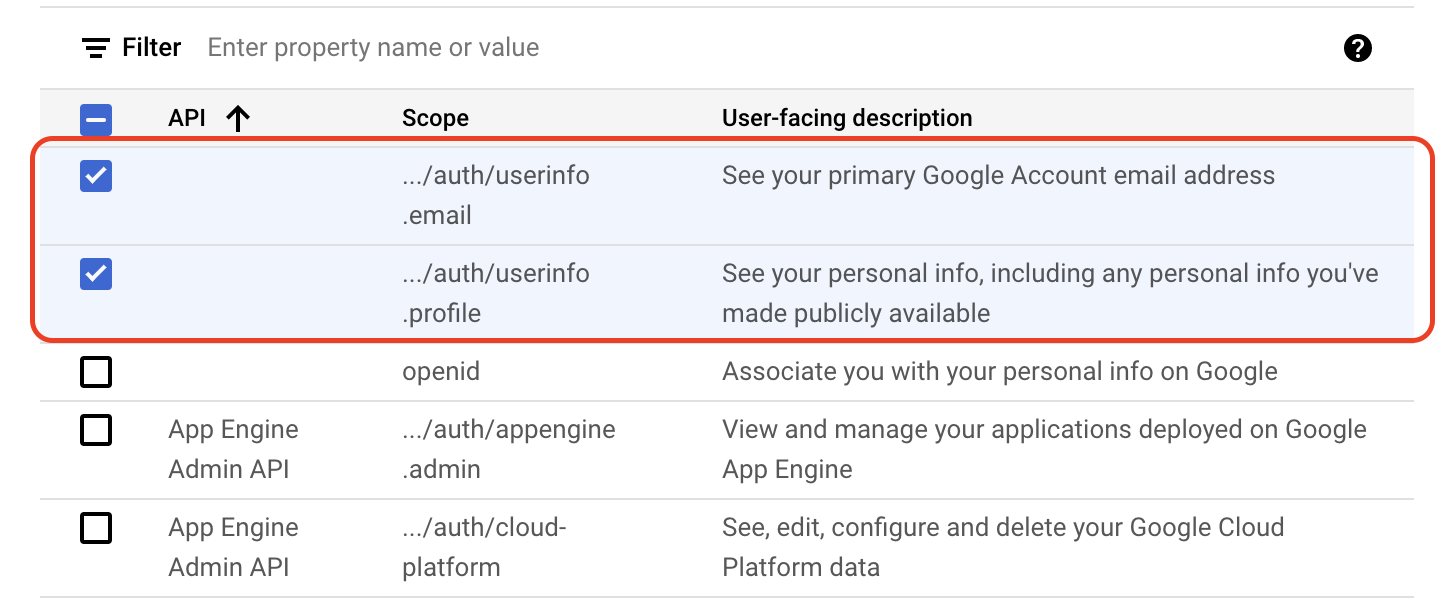 Filter Enter property name or value
API Scope User-facing description
.../auth/userinfo See your primary Google Account email address
.email
.../auth/userinfo See your personal info, including any personal info you've
.profile made publicly available
openid Associate you with your personal info on Google
App Engine .../auth/appengine View and manage your applications deployed on Google
Admin API .admin App Engine
App Engine .../auth/cloud- See, edit, configure and delete your Google Cloud
Admin API platform Platform data